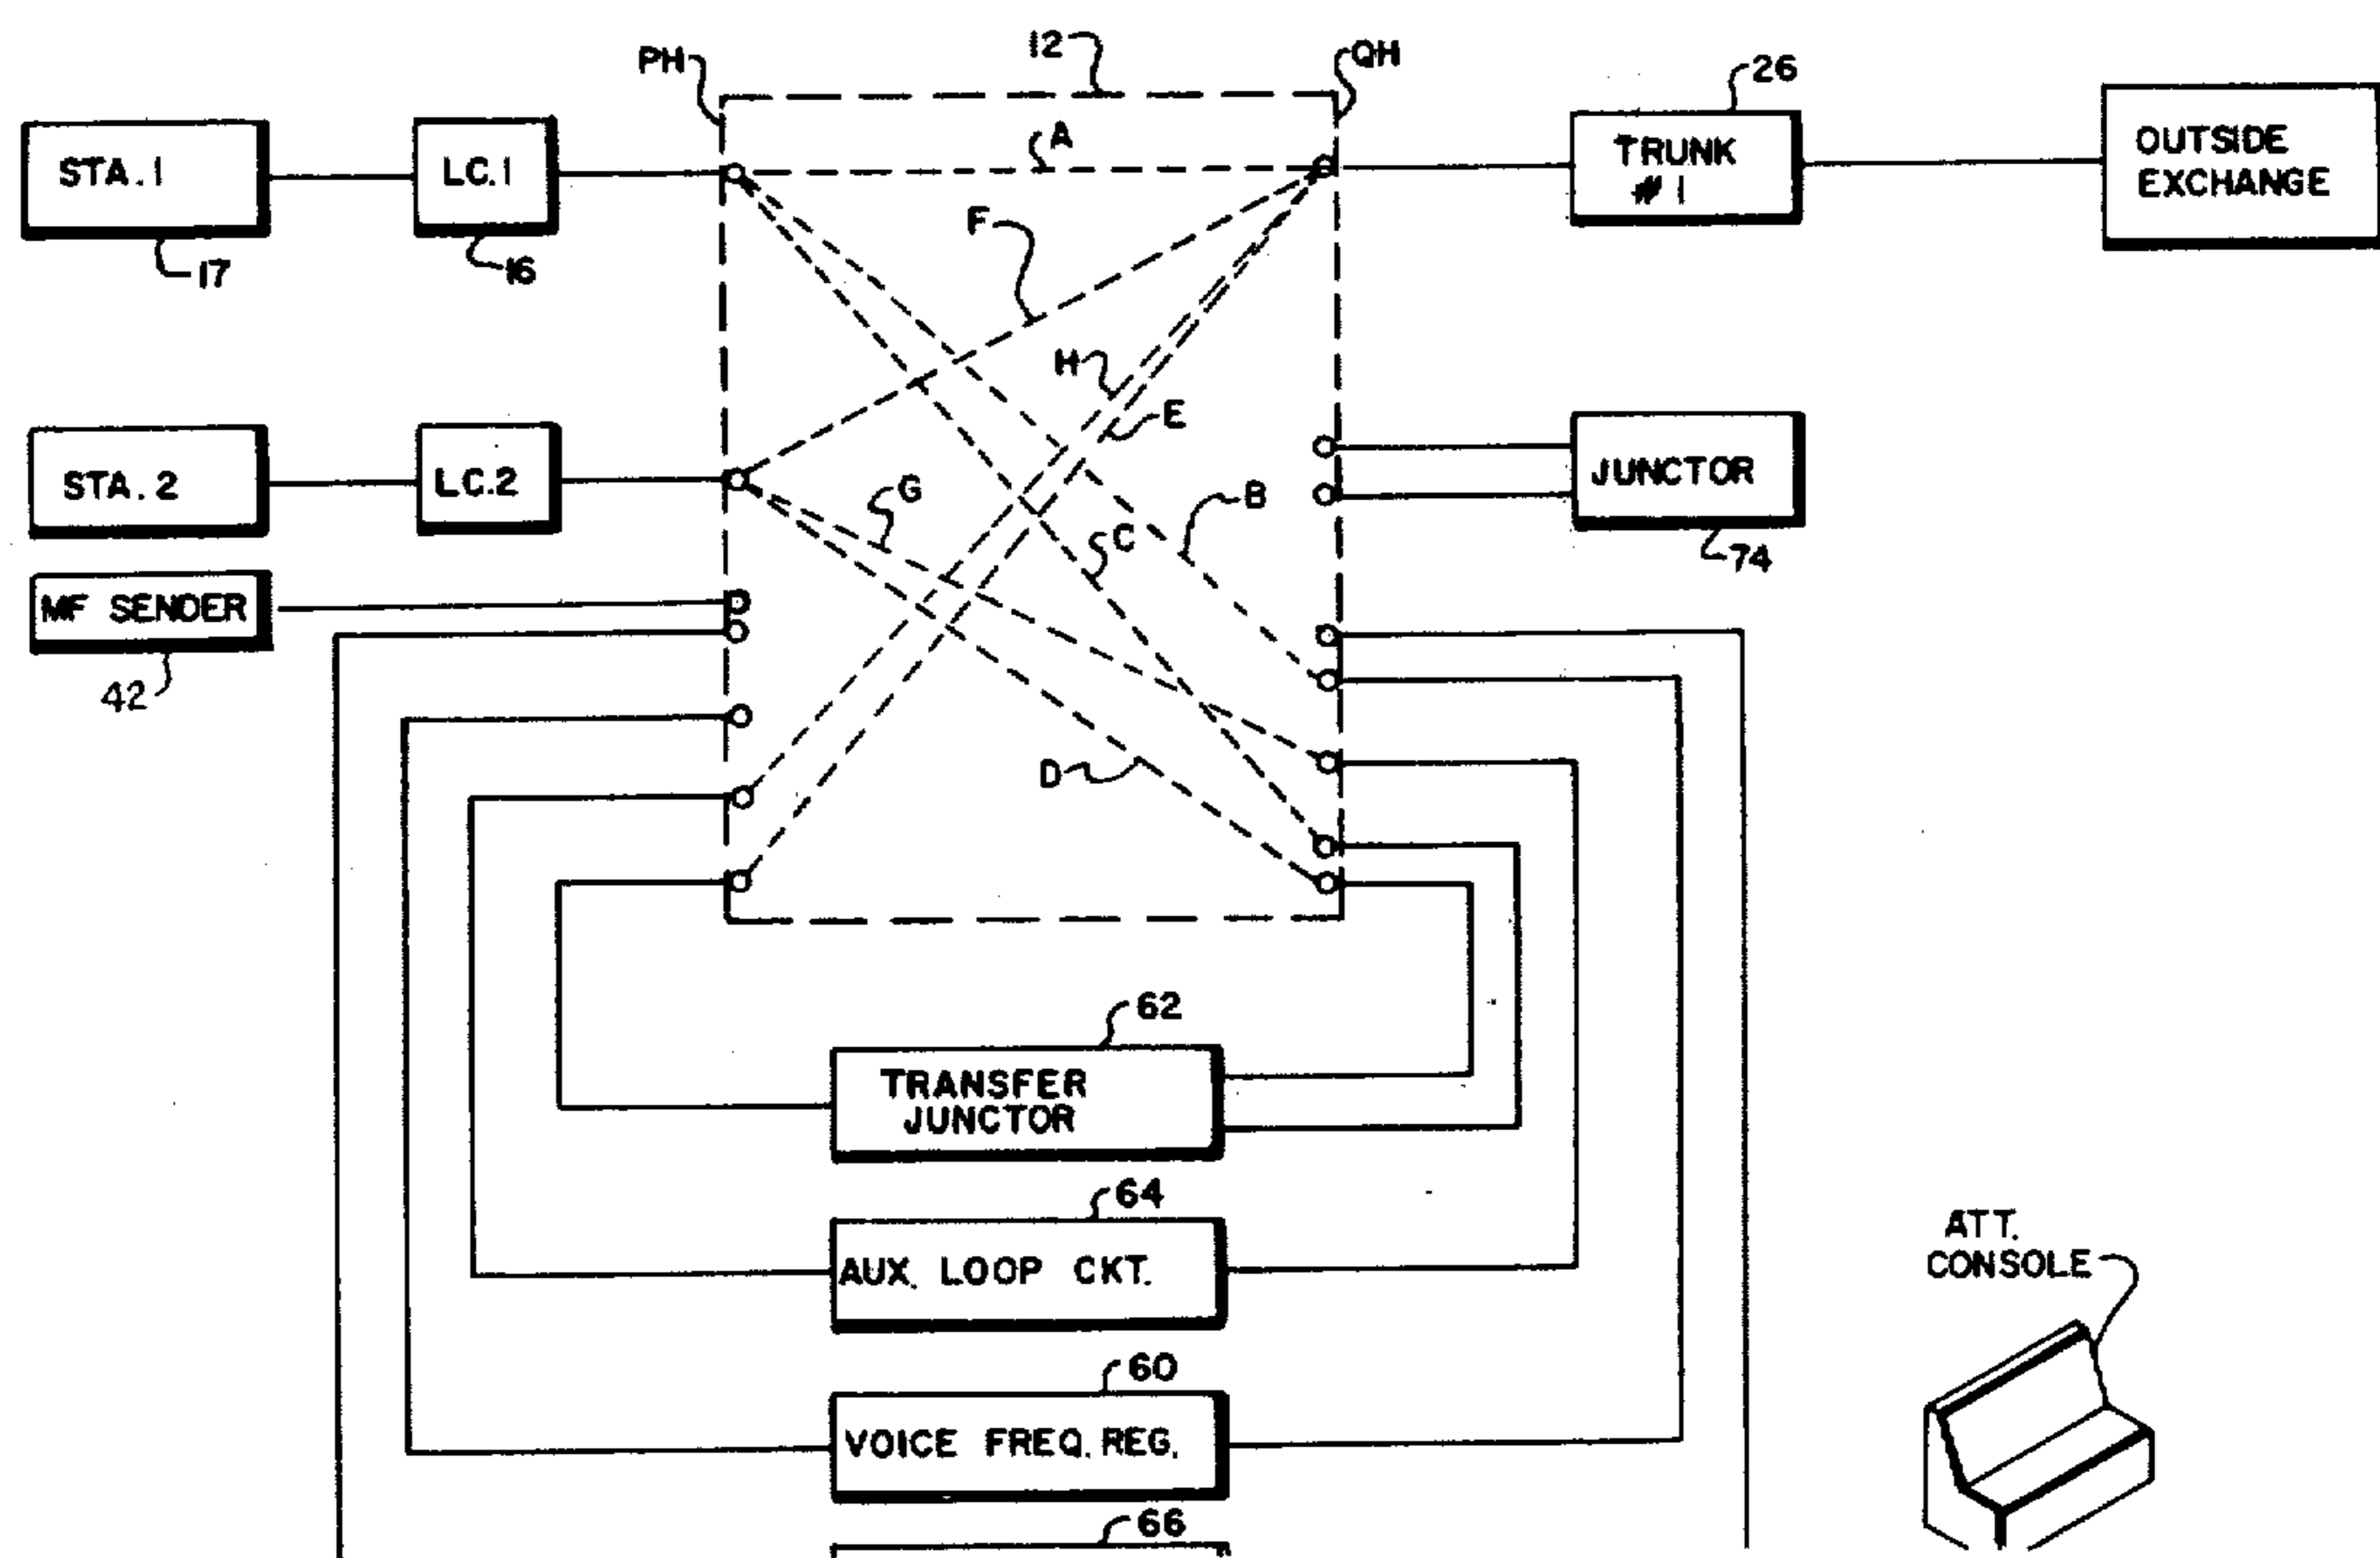 PH
12
QH
26
STA. 1
LC. 1
A
TRUNK
#1
OUTSIDE
EXCHANGE
17
16
F
H
E
STA. 2
LC. 2
G
B
C
JUNCTOR
74
MF SENDER
42
D
62
TRANSFER
JUNCTOR
64
AUX. LOOP CKT.
ATT.
CONSOLE
60
VOICE FREQ. REG.
66